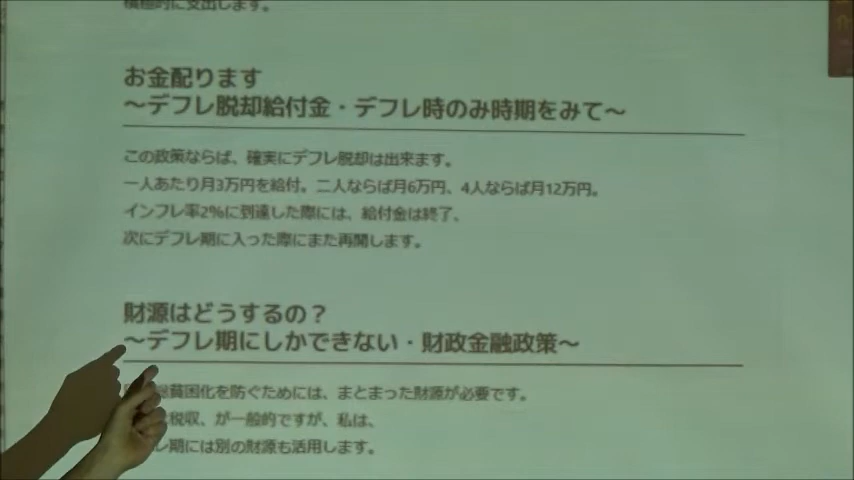 積極的に支出します。
お金配ります
～デフレ脱却給付金・デフレ時のみ時期をみて～
この政策ならば、確実にデフレ脱却は出来ます。
一人あたり月3万円を給付。二人ならば月6万円、4人ならば月12万円。
インフレ率2%に到達した際には、給付金は終了、
次にデフレ期に入った際にまた再開します。
財源はどうするの？
～デフレ期にしかできない・財政金融政策～
貧困化を防ぐためには、まとまった財源が必要です。
税収、が一般的ですが、私は、
レ期には別の財源も活用します。